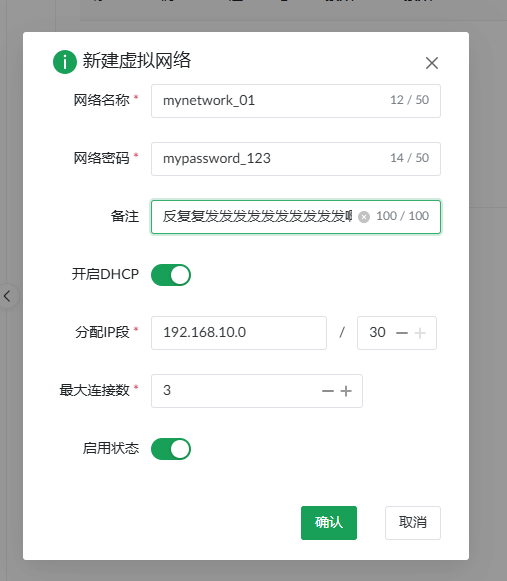 新建虚拟网络
网络名称 * mynetwork_01 12 / 50
网络密码 * mypassword_123 14 / 50
备注 反复复发发发发发发发发发发 100 / 100
开启DHCP
分配IP段 * 192.168.10.0 / 30
最大连接数 * 3
启用状态
确认 取消